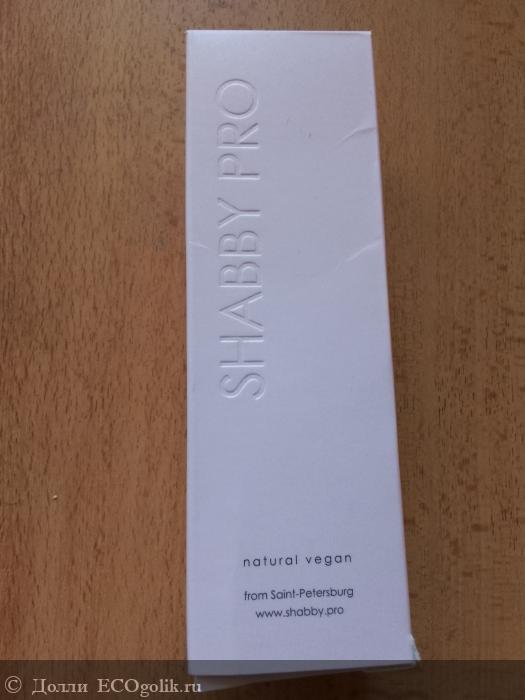 SHABBY PRO
natural vegan
from Saint-Petersburg
www.shabby.pro
© Долли ECOgolik.ru